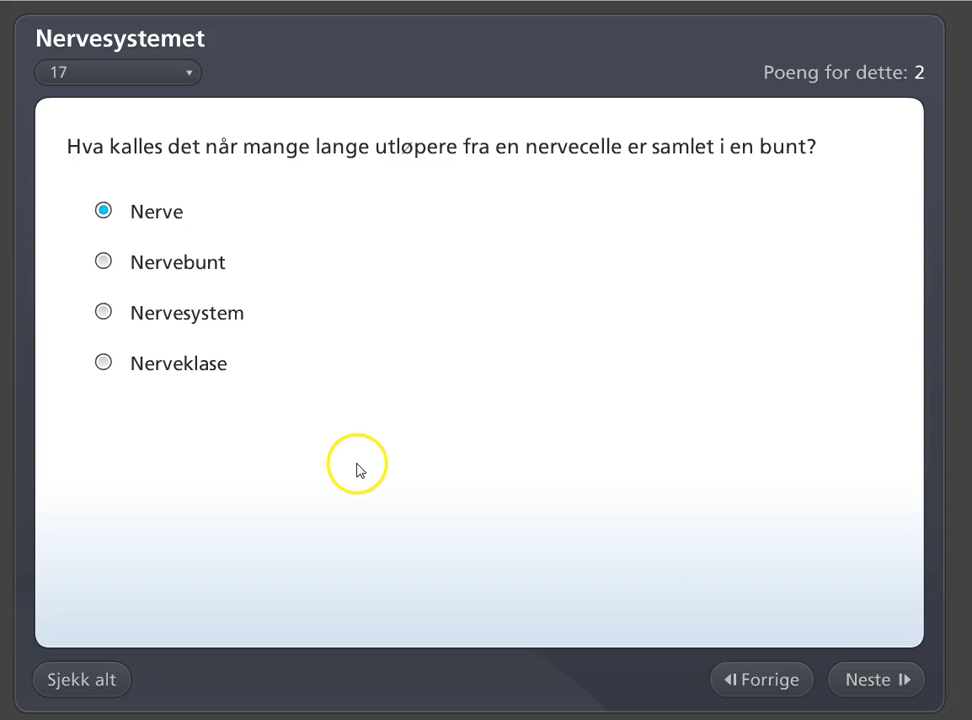 Nervesystemet
17
Poeng for dette: 2
Hva kalles det når mange lange utløpere fra en nervecelle er samlet i en bunt?
Nerve
Nervebunt
Nervesystem
Nerveklase
Sjekk alt
Forrige
Neste